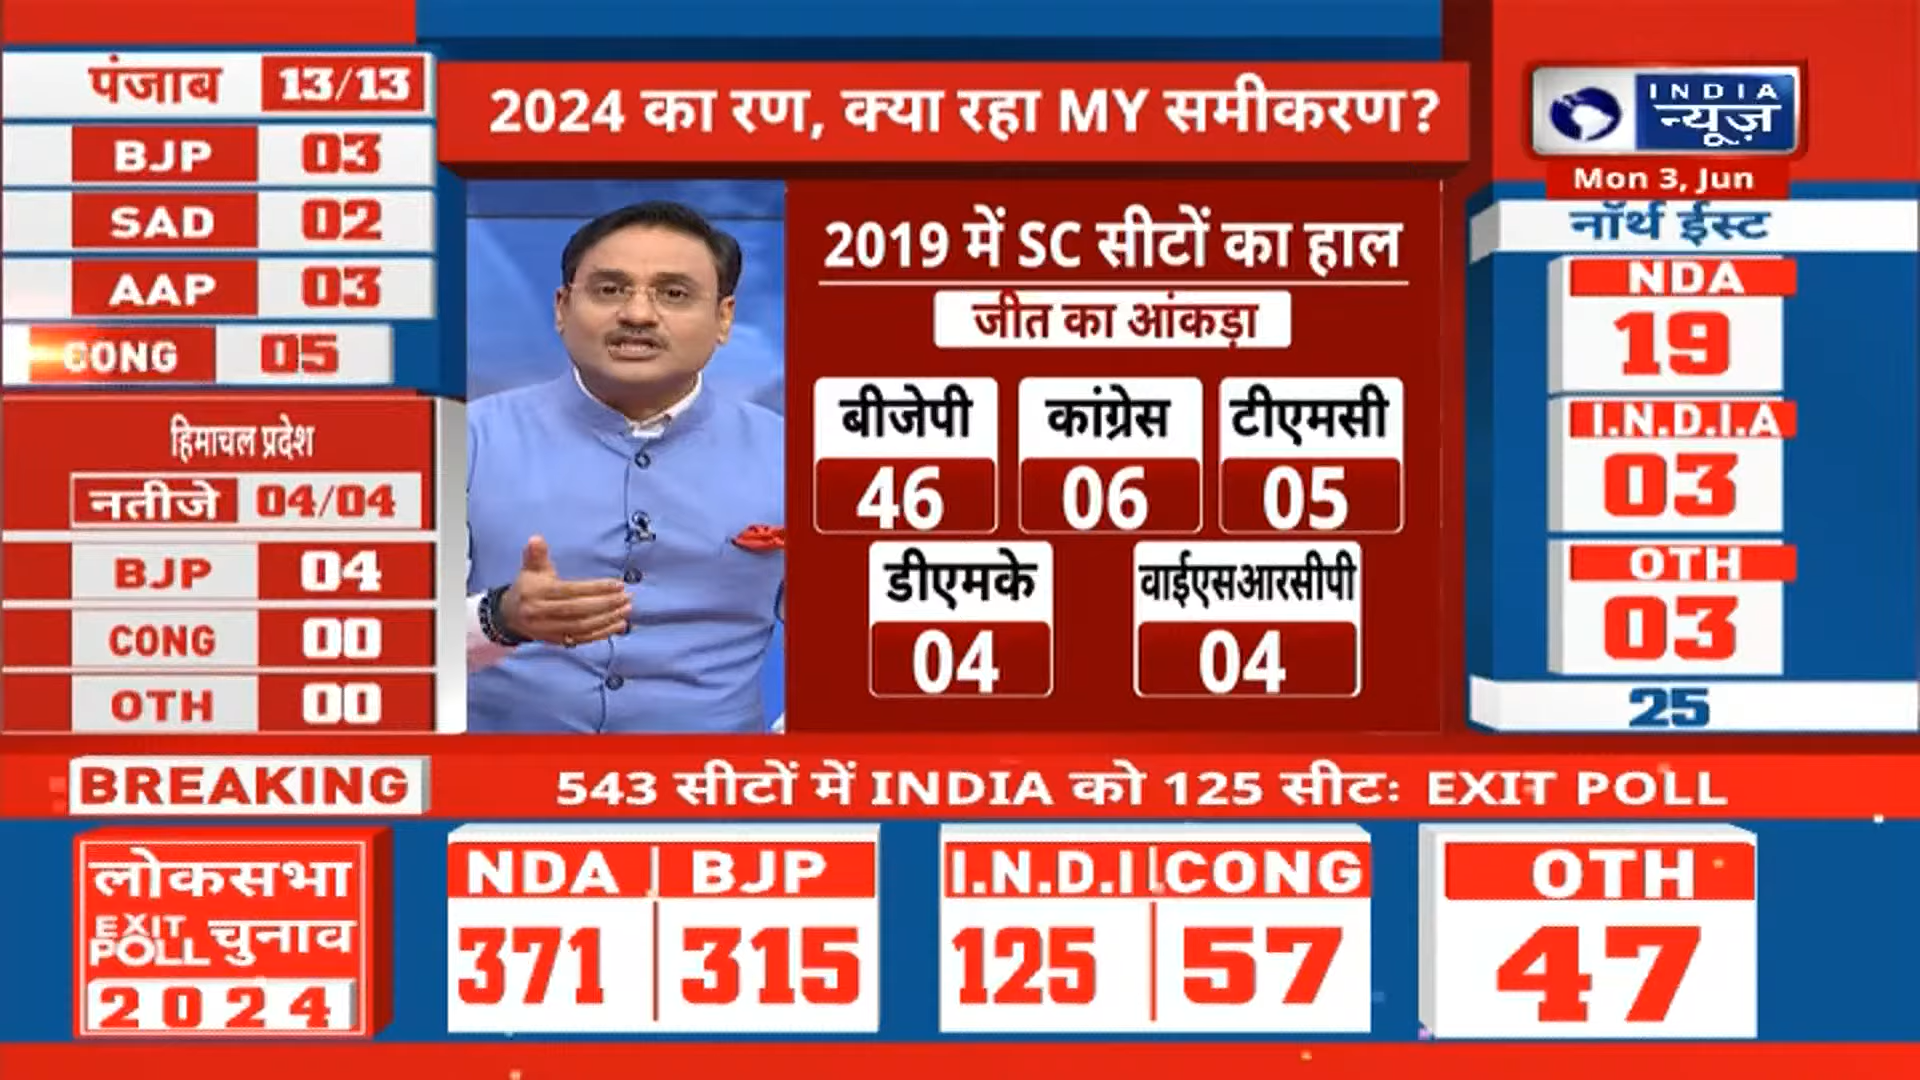 पंजाब 13/13
BJP 03
SAD 02
AAP 03
CONG 05
हिमाचल प्रदेश
नतीजे 04/04
BJP 04
CONG 00
OTH 00
2024 का रण, क्या रहा MY समीकरण?
2019 में SC सीटों का हाल
जीत का आंकड़ा
बीजेपी कांग्रेस टीएमसी
46 06 05
डीएमके वाईएसआरसीपी
04 04
INDIA
न्यूज़
Mon 3, Jun
नॉर्थ ईस्ट
NDA
19
I.N.D.I.A
03
OTH
03
25
BREAKING 543 सीटों में INDIA को 125 सीटः EXIT POLL
लोकसभा
EXIT POLL चुनाव
2024
NDA BJP
371 315
I.N.D.I CONG
125 57
OTH
47